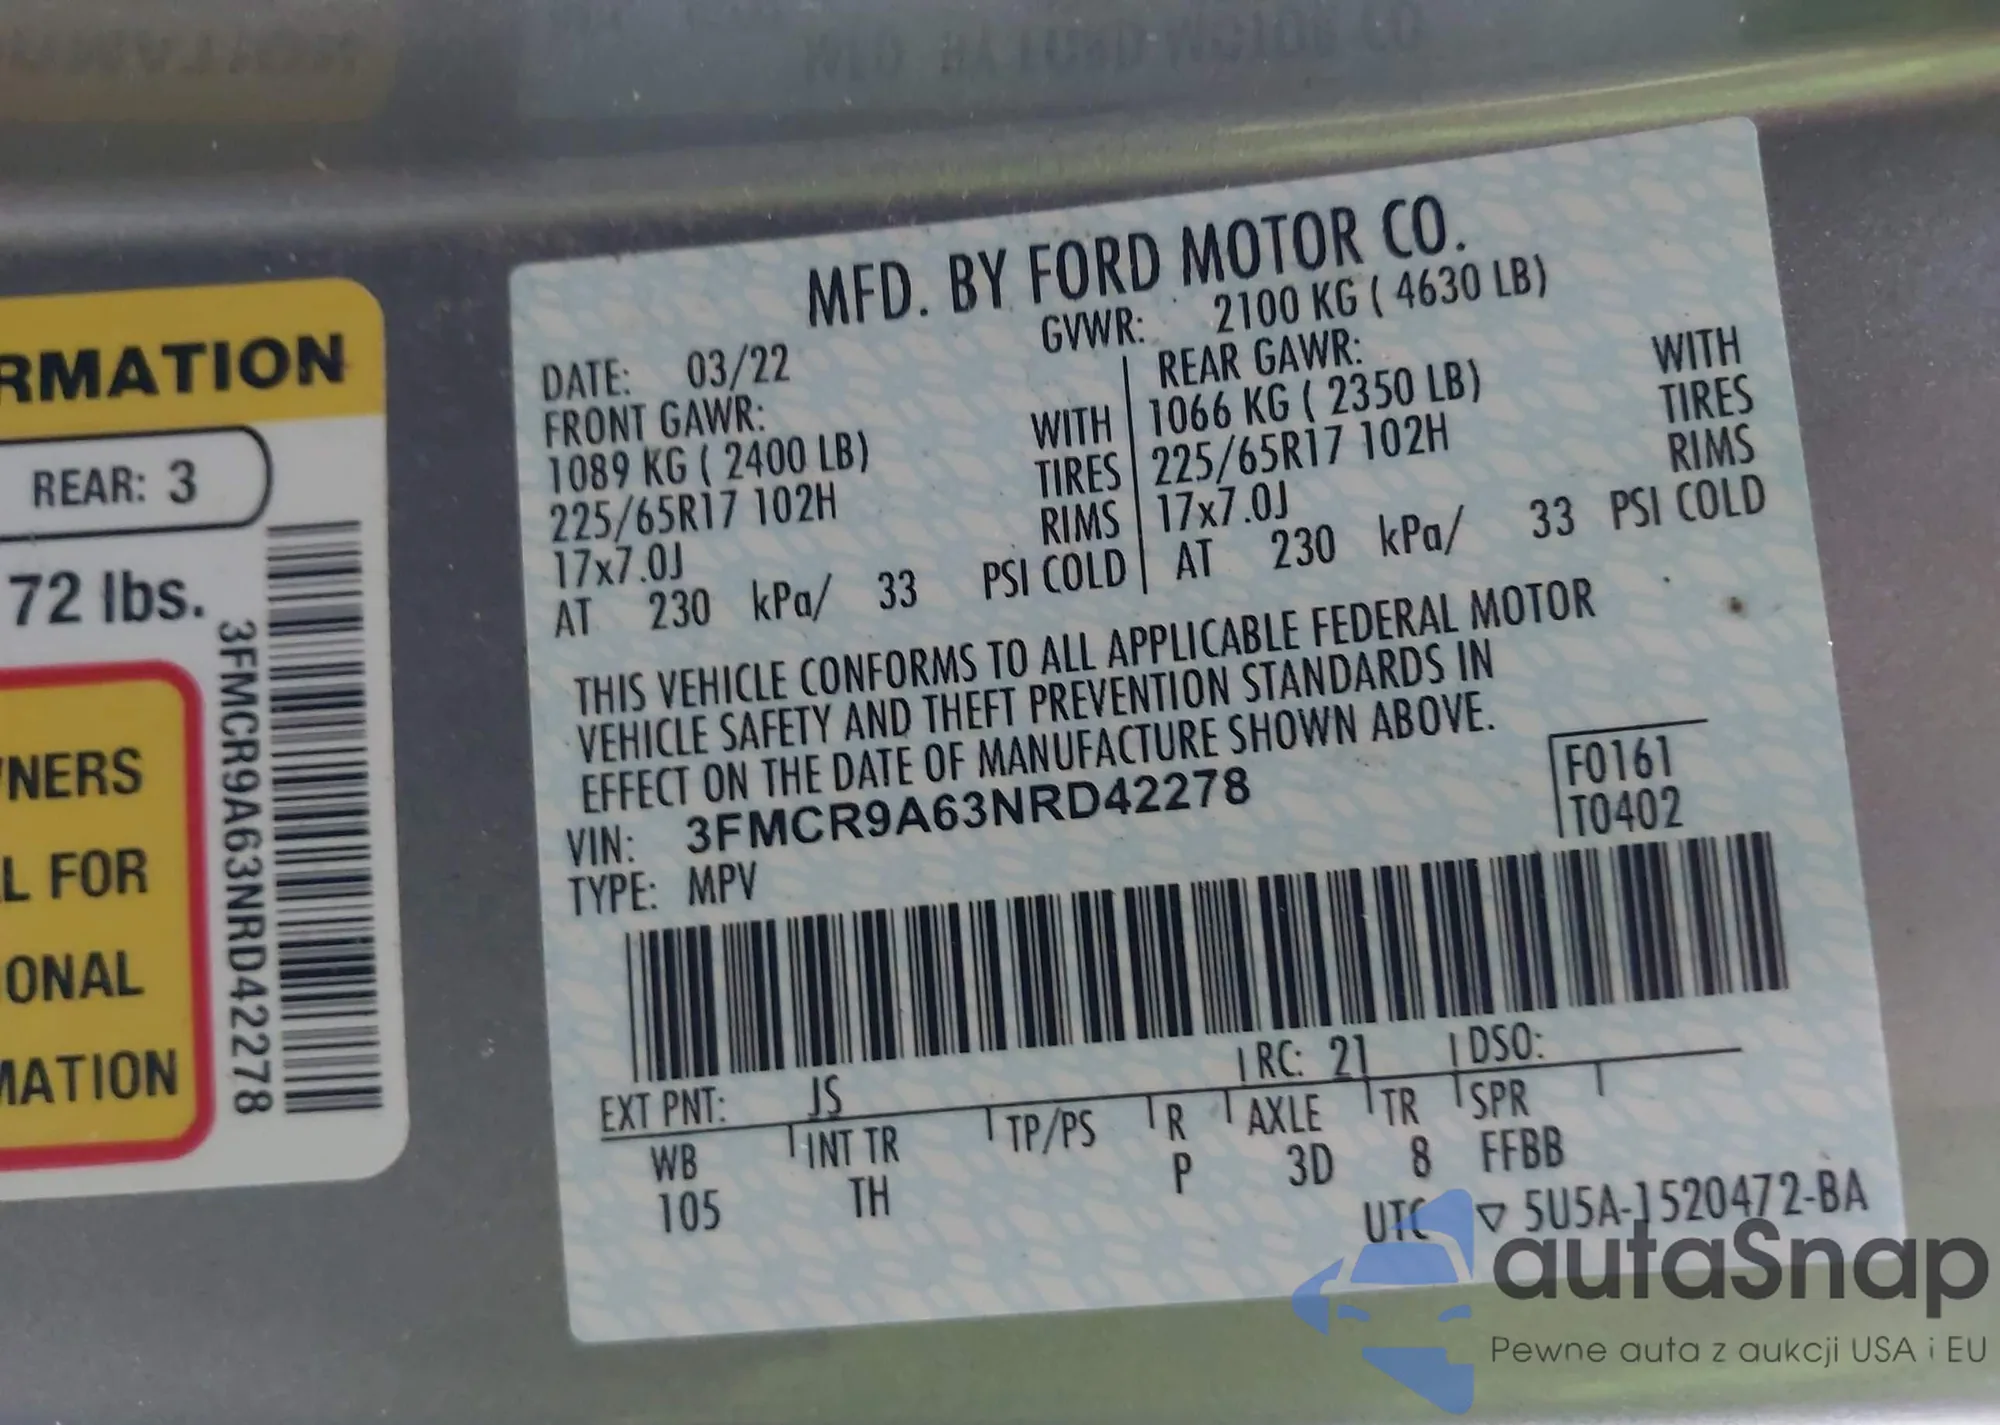 RMATION
REAR: 3
72 lbs.
3FMCR9A63NRD42278
NERS
L FOR
ONAL
MATION
MFD. BY FORD MOTOR CO.
DATE: 03/22
GVWR: 2100 KG ( 4630 LB)
FRONT GAWR:
1089 KG ( 2400 LB) WITH
225/65R17 102H TIRES
17x7.0J RIMS
AT 230 kPa/ 33 PSI COLD
REAR GAWR:
1066 KG ( 2350 LB) WITH
225/65R17 102H TIRES
17x7.0J RIMS
AT 230 kPa/ 33 PSI COLD
THIS VEHICLE CONFORMS TO ALL APPLICABLE FEDERAL MOTOR
VEHICLE SAFETY AND THEFT PREVENTION STANDARDS IN
EFFECT ON THE DATE OF MANUFACTURE SHOWN ABOVE.
VIN: 3FMCR9A63NRD42278
TYPE: MPV
F0161
T0402
EXT PNT: JS RC: 21 DSO:
WB INT TR TP/PS R AXLE TR SPR
105 TH P 3D 8 FFBB
UTC ▽ 5U5A-1520472-BA
autaSnap
Pewne auta z aukcji USA i EU